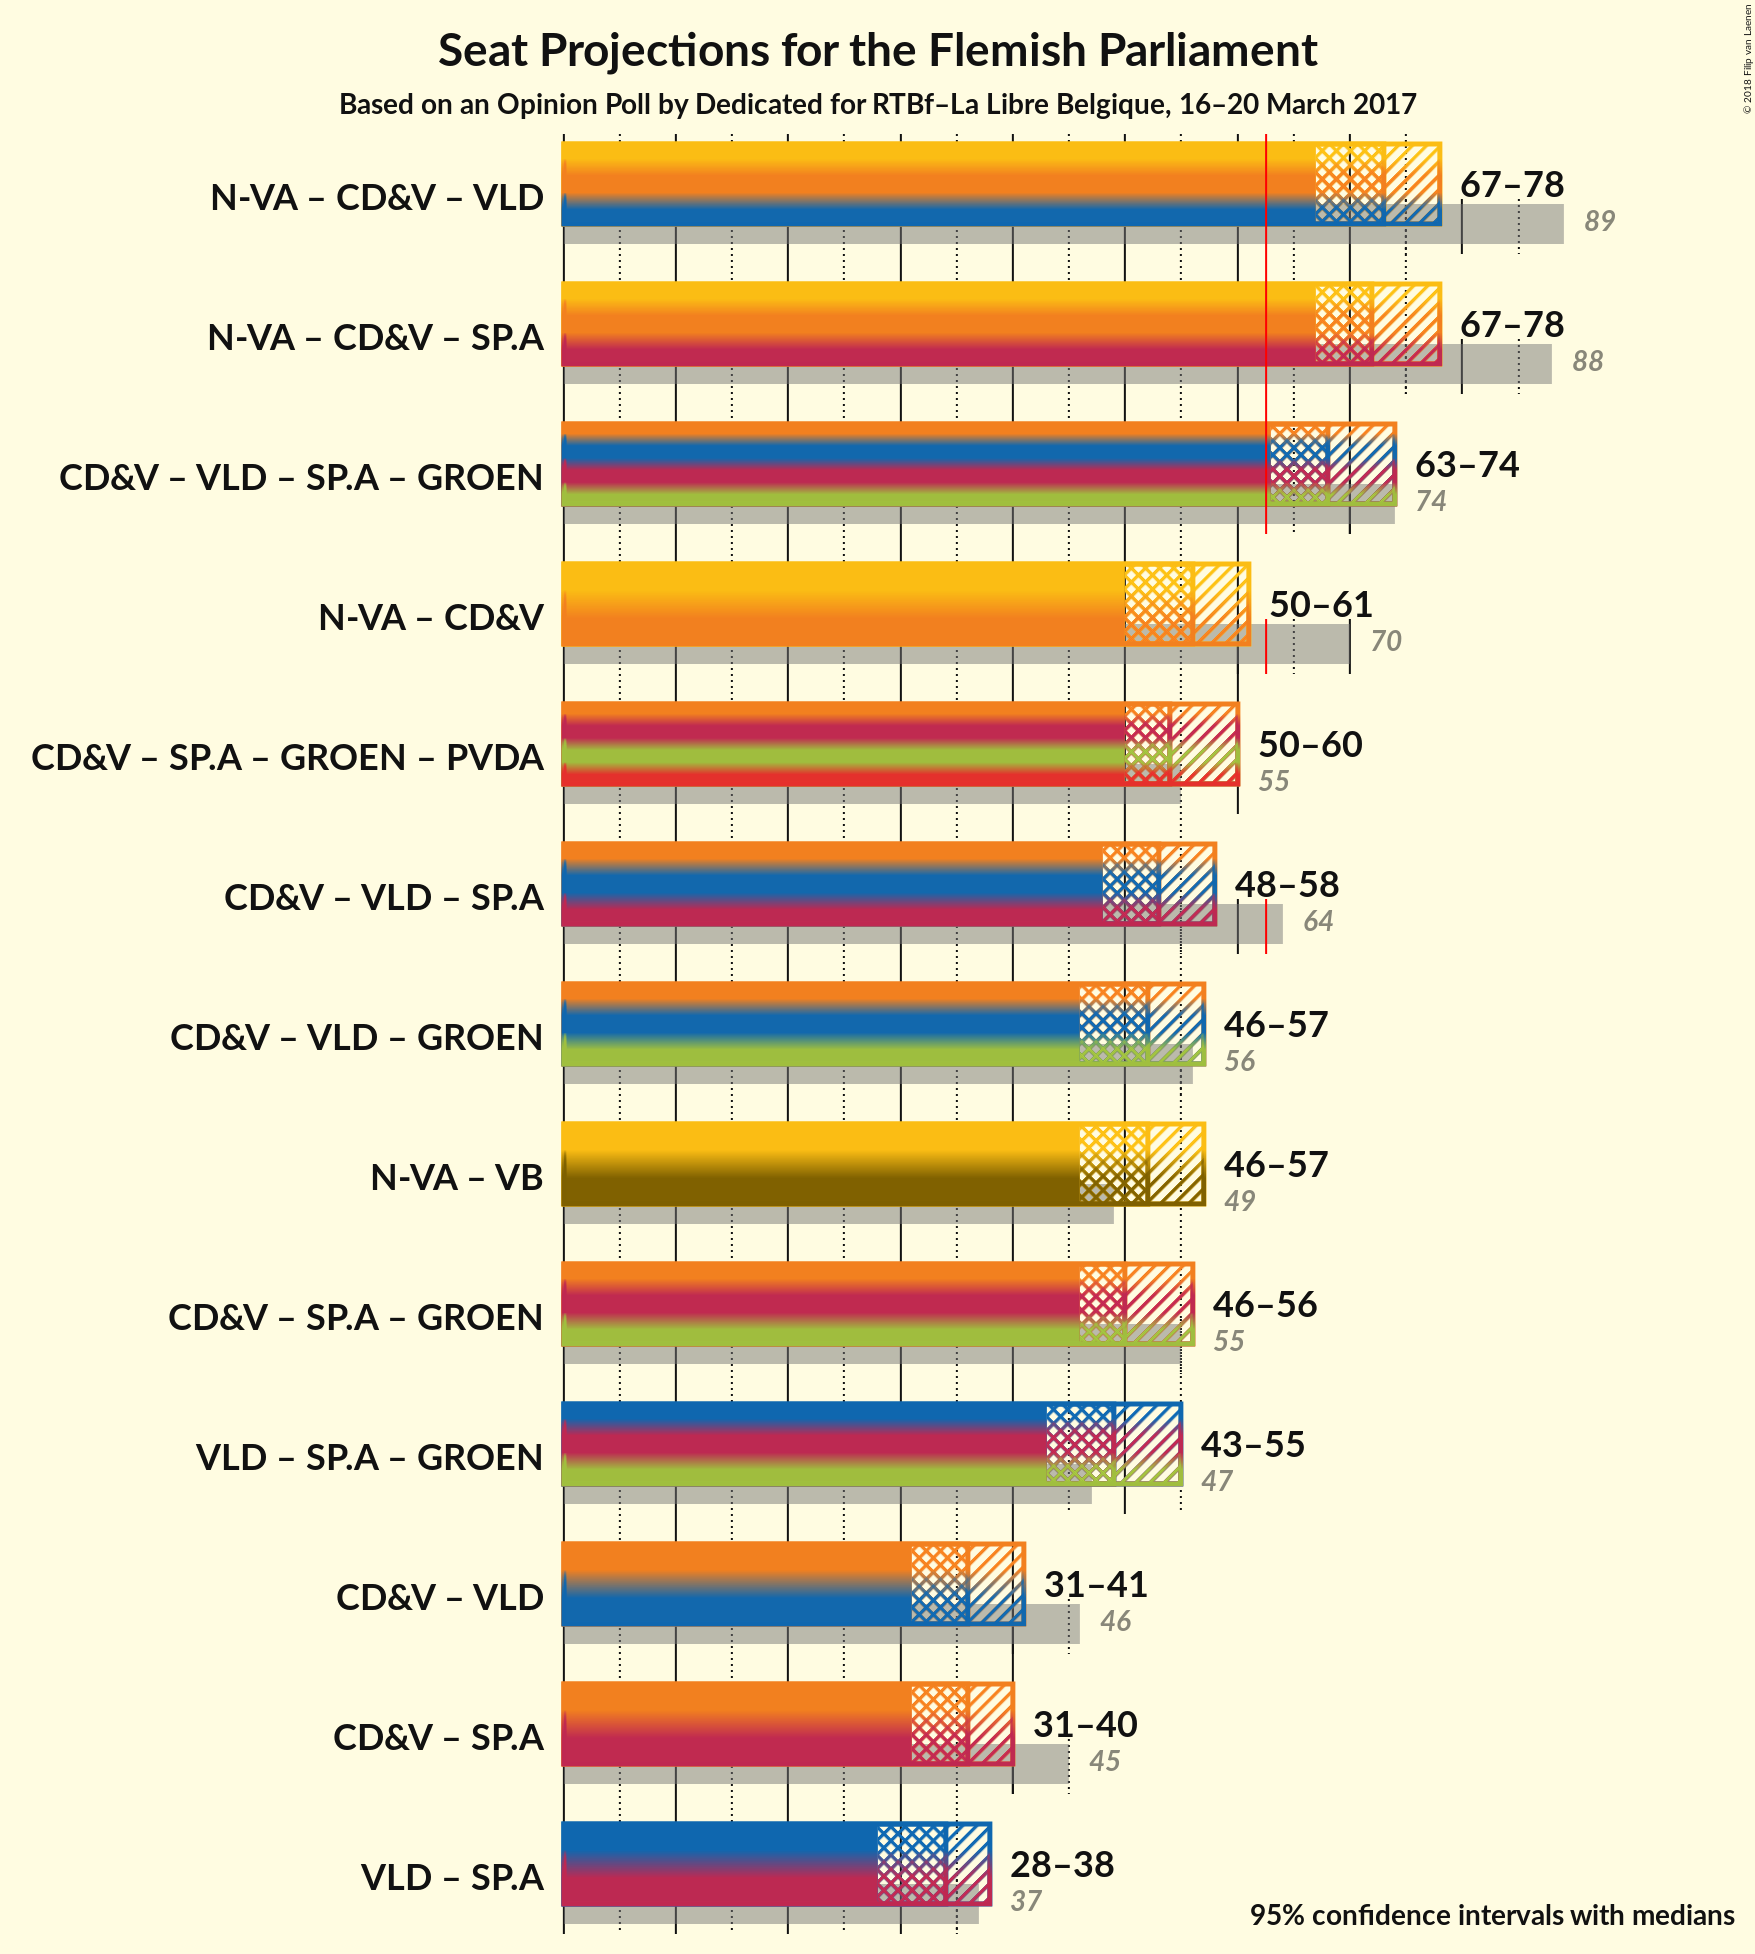 © 2018 Filip van Laenen
Seat Projections for the Flemish Parliament
Based on an Opinion Poll by Dedicated for RTBf–La Libre Belgique, 16–20 March 2017
N-VA – CD&V – VLD
67–78
89
N-VA – CD&V – SP.A
67–78
88
CD&V – VLD – SP.A – GROEN
63–74
74
N-VA – CD&V
50–61
70
CD&V – SP.A – GROEN – PVDA
50–60
55
CD&V – VLD – SP.A
48–58
64
CD&V – VLD – GROEN
46–57
56
N-VA – VB
46–57
49
CD&V – SP.A – GROEN
46–56
55
VLD – SP.A – GROEN
43–55
47
CD&V – VLD
31–41
46
CD&V – SP.A
31–40
45
VLD – SP.A
28–38
37
95% confidence intervals with medians